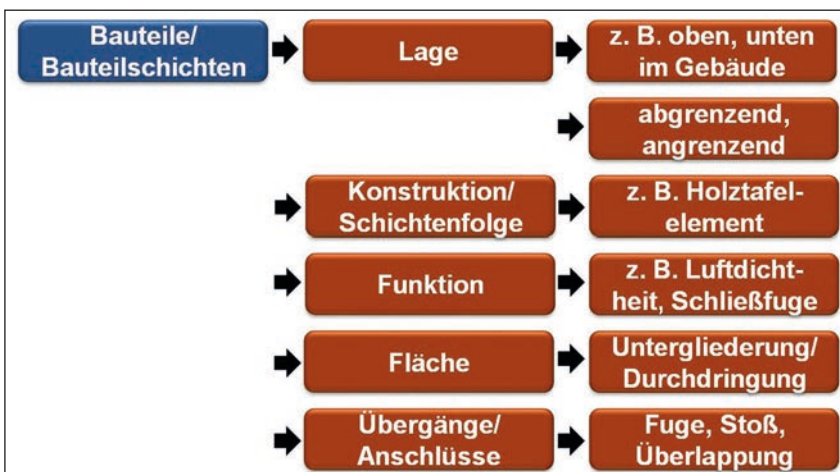 Bauteile/
Bauteilschichten
Lage
z. B. oben, unten
im Gebäude
abgrenzend,
angrenzend
Konstruktion/
Schichtenfolge
z. B. Holztafel-
element
Funktion
z. B. Luftdicht-
heit, Schließfuge
Fläche
Untergliederung/
Durchdringung
Übergänge/
Anschlüsse
Fuge, Stoß,
Überlappung